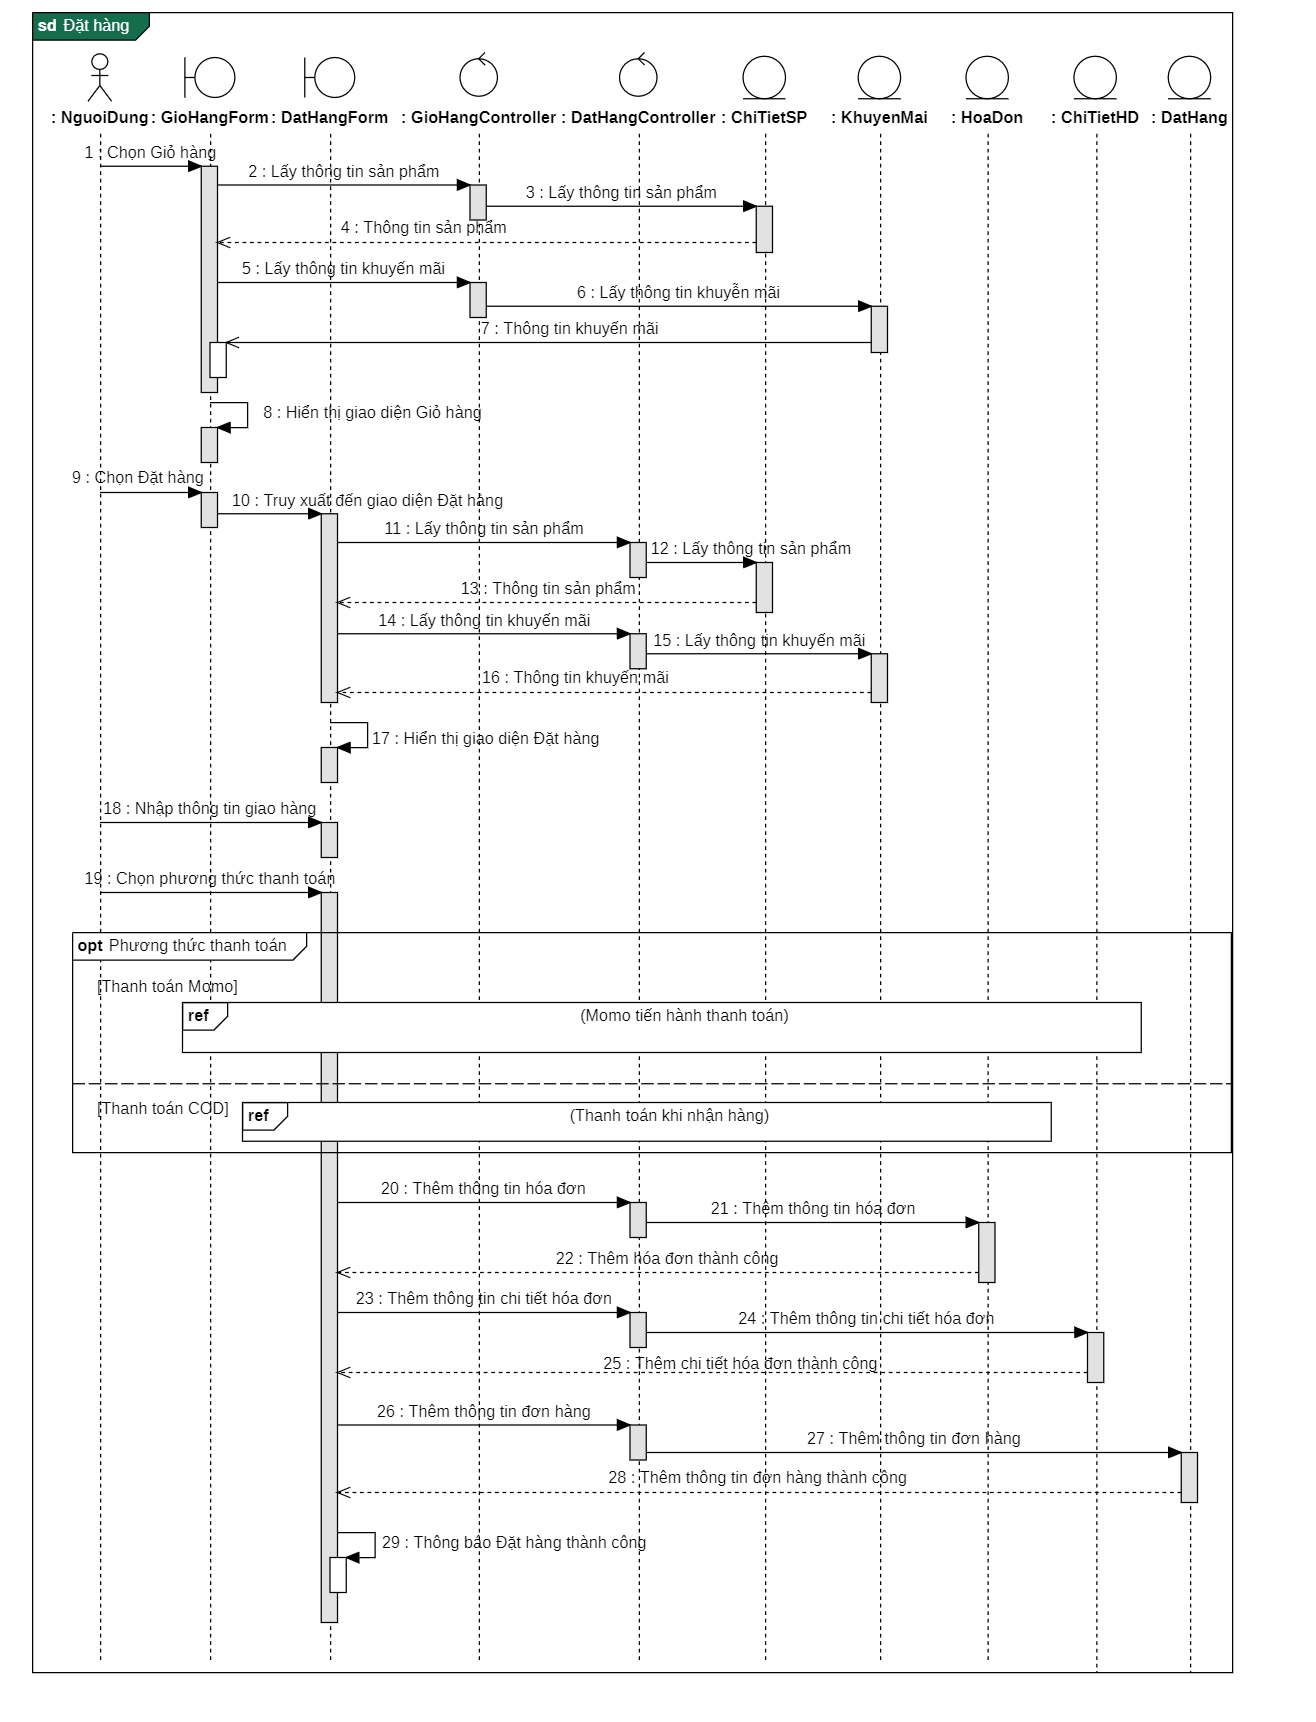 sd Đặt hàng
: NguoiDung : GioHangForm : DatHangForm : GioHangController : DatHangController : ChiTietSP : KhuyenMai : HoaDon : ChiTietHD : DatHang
1 : Chọn Giỏ hàng
2 : Lấy thông tin sản phẩm
3 : Lấy thông tin sản phẩm
4 : Thông tin sản phẩm
5 : Lấy thông tin khuyến mãi
6 : Lấy thông tin khuyễn mãi
7 : Thông tin khuyến mãi
8 : Hiển thị giao diện Giỏ hàng
9 : Chọn Đặt hàng
10 : Truy xuất đến giao diện Đặt hàng
11 : Lấy thông tin sản phẩm
12 : Lấy thông tin sản phẩm
13 : Thông tin sản phẩm
14 : Lấy thông tin khuyến mãi
15 : Lấy thông tin khuyến mãi
16 : Thông tin khuyến mãi
17 : Hiển thị giao diện Đặt hàng
18 : Nhập thông tin giao hàng
19 : Chọn phương thức thanh toán
opt Phương thức thanh toán
[Thanh toán Momo]
ref (Momo tiến hành thanh toán)
[Thanh toán COD]
ref (Thanh toán khi nhận hàng)
20 : Thêm thông tin hóa đơn
21 : Thêm thông tin hóa đơn
22 : Thêm hóa đơn thành công
23 : Thêm thông tin chi tiết hóa đơn
24 : Thêm thông tin chi tiết hóa đơn
25 : Thêm chi tiết hóa đơn thành công
26 : Thêm thông tin đơn hàng
27 : Thêm thông tin đơn hàng
28 : Thêm thông tin đơn hàng thành công
29 : Thông báo Đặt hàng thành công